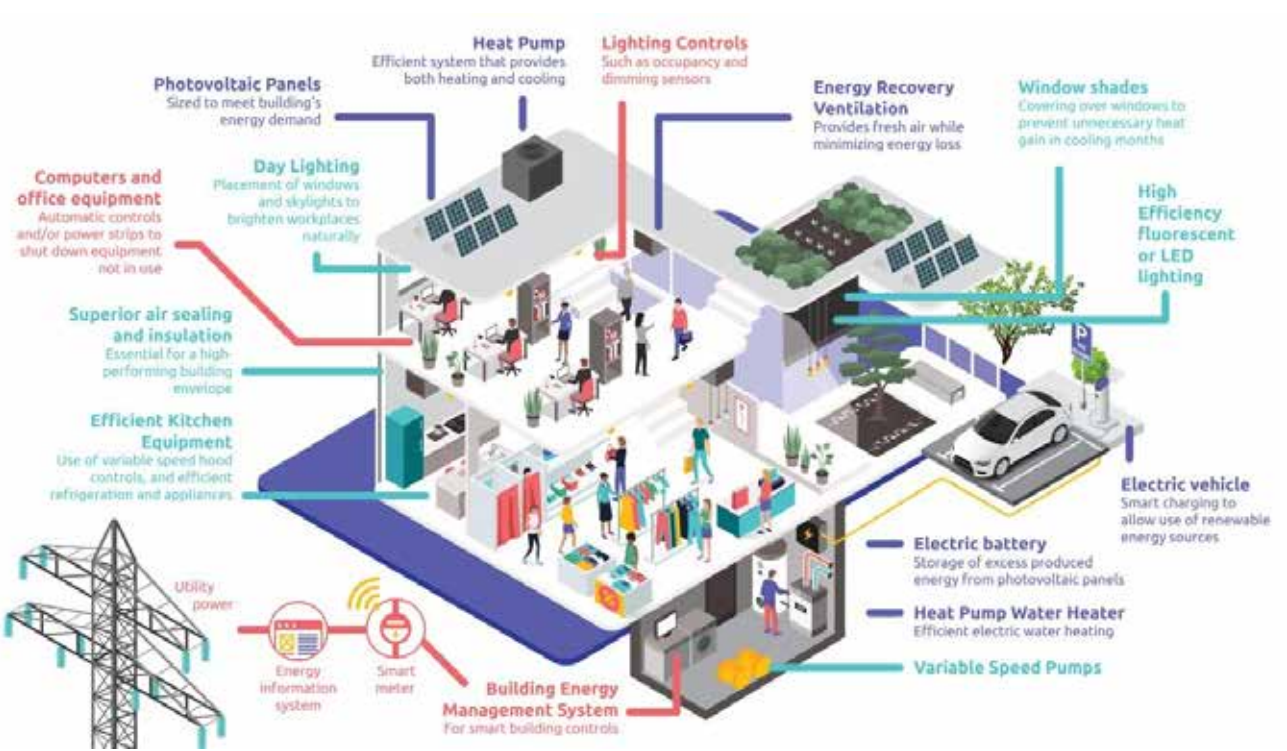 Heat Pump
Efficient system that provides
both heating and cooling
Lighting Controls
Such as occupancy and
dimming sensors
Photovoltaic Panels
Sized to meet building's
energy demand
Energy Recovery
Ventilation
Provides fresh air while
minimizing energy loss
Window shades
Covering over windows to
prevent unnecessary heat
gain in cooling months
Day Lighting
Placement of windows
and skylights to
brighten workplaces
naturally
Computers and
office equipment
Automatic controls
and/or power strips to
shut down equipment
not in use
High
Efficiency
fluorescent
or LED
lighting
Superior air sealing
and insulation
Essential for a high-
performing building
envelope
P
Efficient Kitchen
Equipment
Use of variable speed hood
controls, and efficient
refrigeration and appliances
Electric vehicle
Smart charging to
allow use of renewable
energy sources
Electric battery
Storage of excess produced
energy from photovoltaic panels
Heat Pump Water Heater
Efficient electric water heating
Variable Speed Pumps
Utility
power
Energy
information
system
Smart
meter
%
Building Energy
Management System
For smart building controls